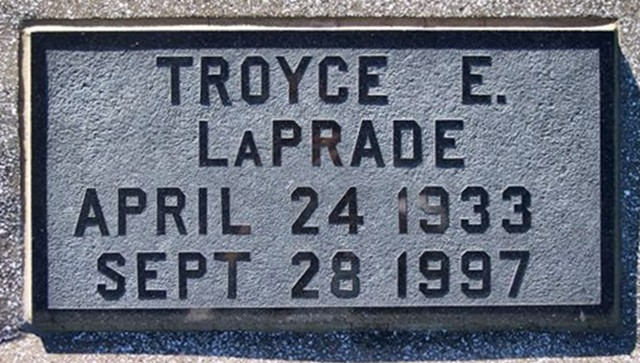 TROYCE E.
LaPRADE
APRIL 24 1933
SEPT 28 1997